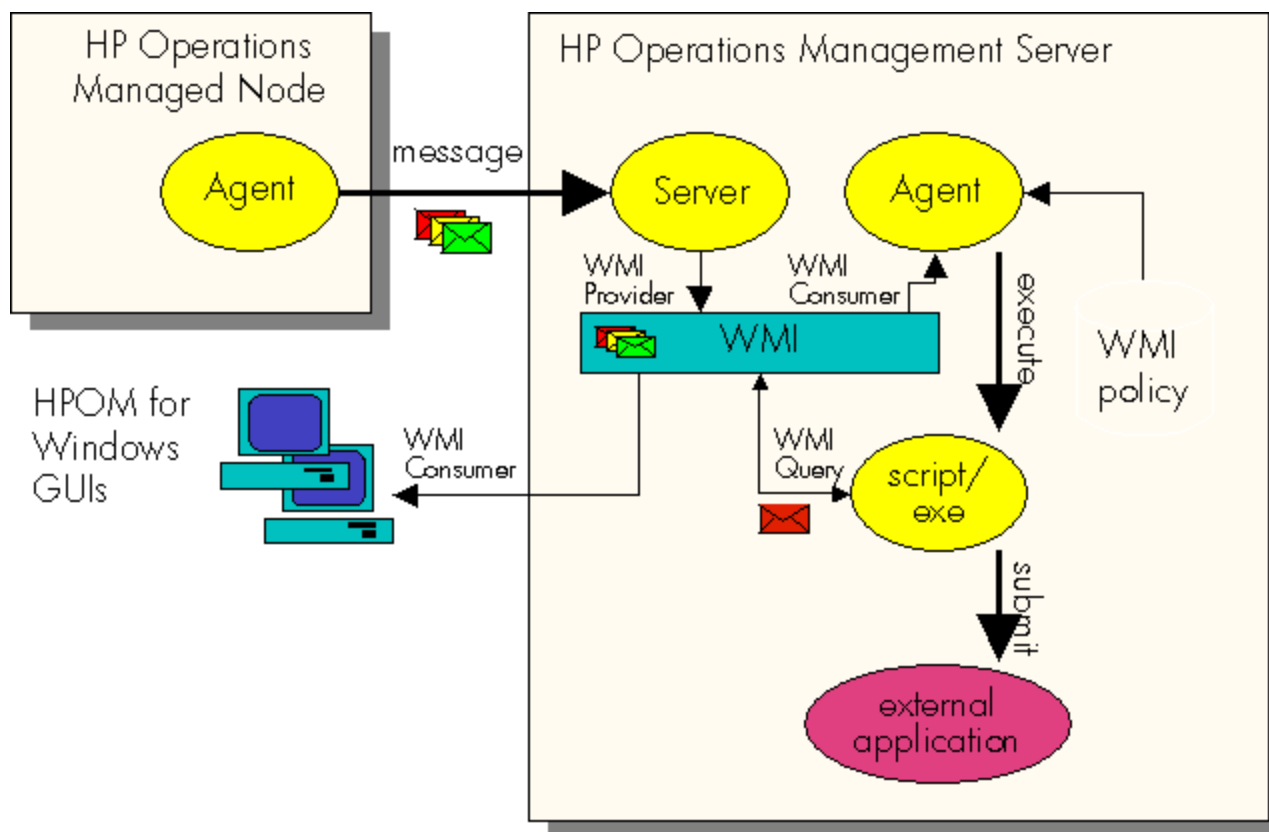 HP Operations
Managed Node
Agent
message
HP Operations Management Server
Server
Agent
WMI
Provider
WMI
Consumer
WMI
execute
WMI
policy
HPOM for
Windows
GUIs
WMI
Consumer
WMI
Query
script/
exe
submit
external
application